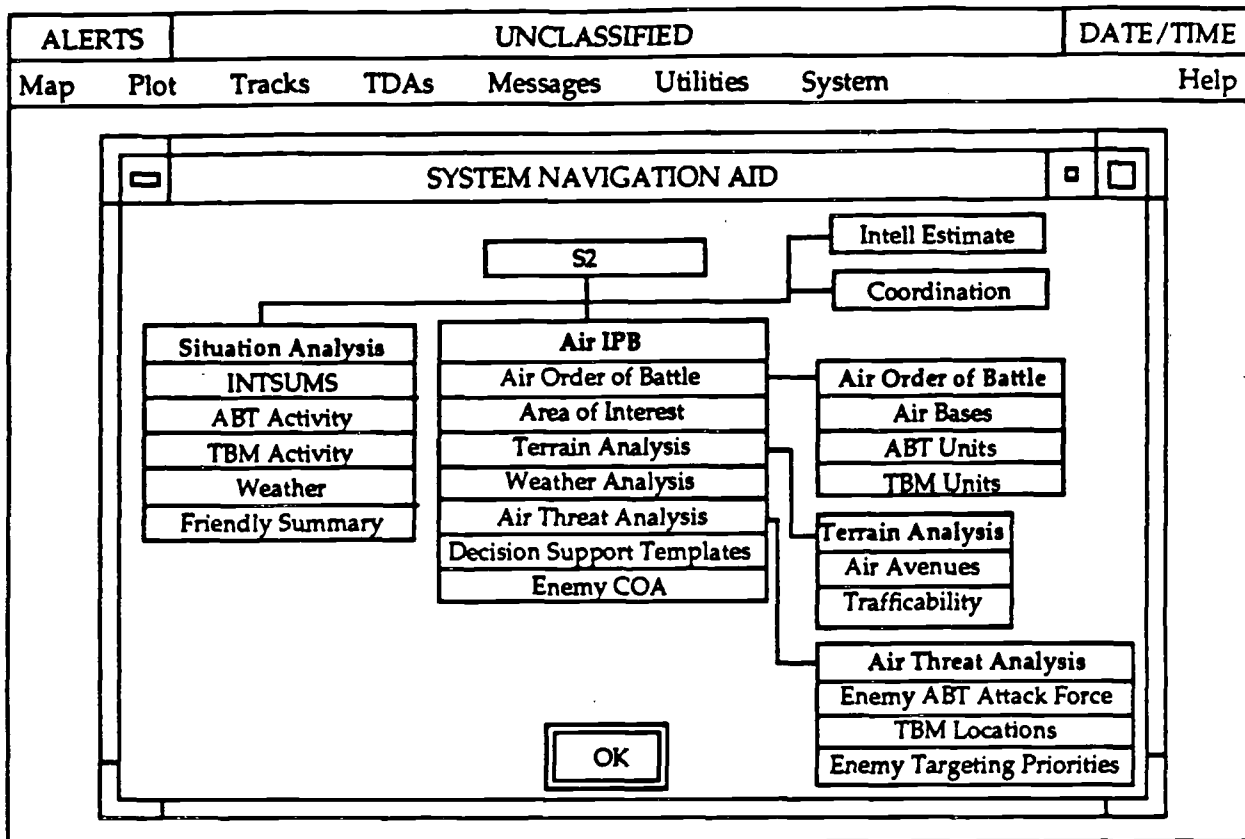 ALERTS UNCLASSIFIED DATE/TIME
Map Plot Tracks TDAs Messages Utilities System Help
SYSTEM NAVIGATION AID
S2
Intell Estimate
Coordination
Situation Analysis
INTSUMS
ABT Activity
TBM Activity
Weather
Friendly Summary
Air IPB
Air Order of Battle
Area of Interest
Terrain Analysis
Weather Analysis
Air Threat Analysis
Decision Support Templates
Enemy COA
Air Order of Battle
Air Bases
ABT Units
TBM Units
Terrain Analysis
Air Avenues
Trafficability
Air Threat Analysis
Enemy ABT Attack Force
TBM Locations
Enemy Targeting Priorities
OK